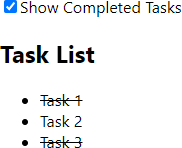 Show Completed Tasks
Task List
Task 1
Task 2
Task 3